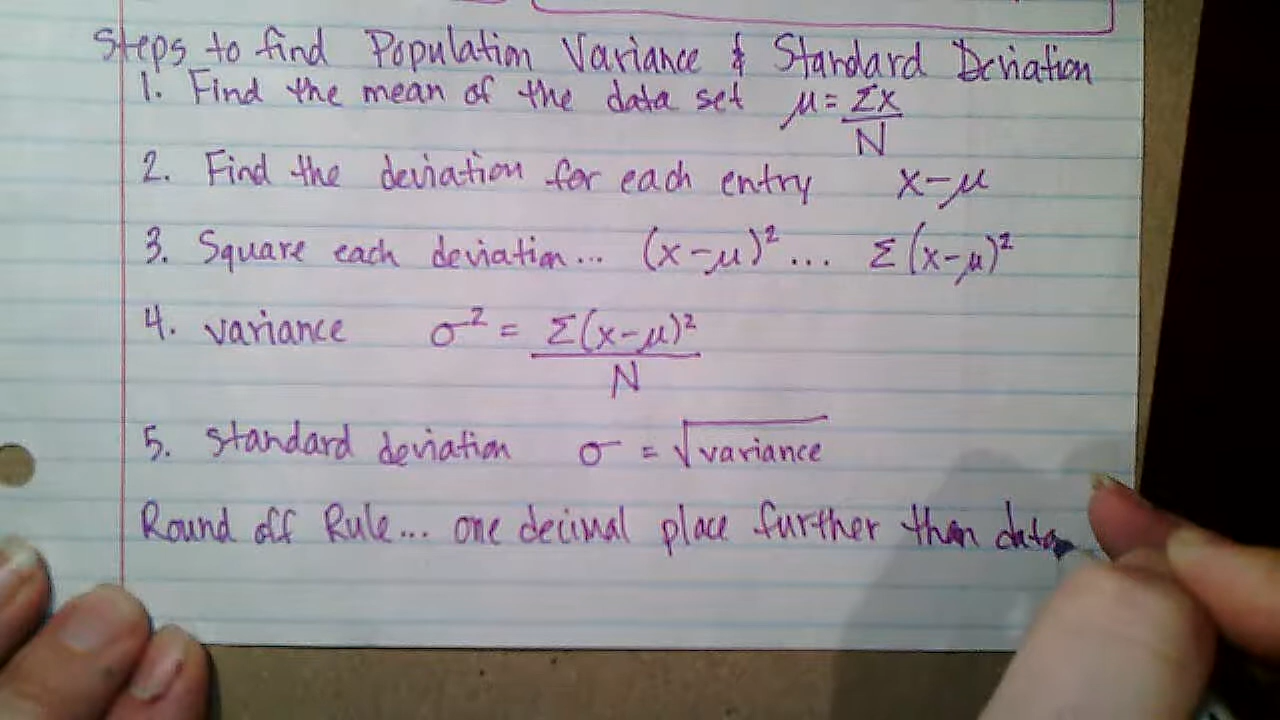 Steps to find Population Variance & Standard Deviation
1. Find the mean of the data set μ = Σx/N
2. Find the deviation for each entry x-μ
3. Square each deviation... (x-μ)² ... Σ(x-μ)²
4. variance σ² = Σ(x-μ)²/N
5. standard deviation σ = √variance
Round off Rule... one decimal place further than data